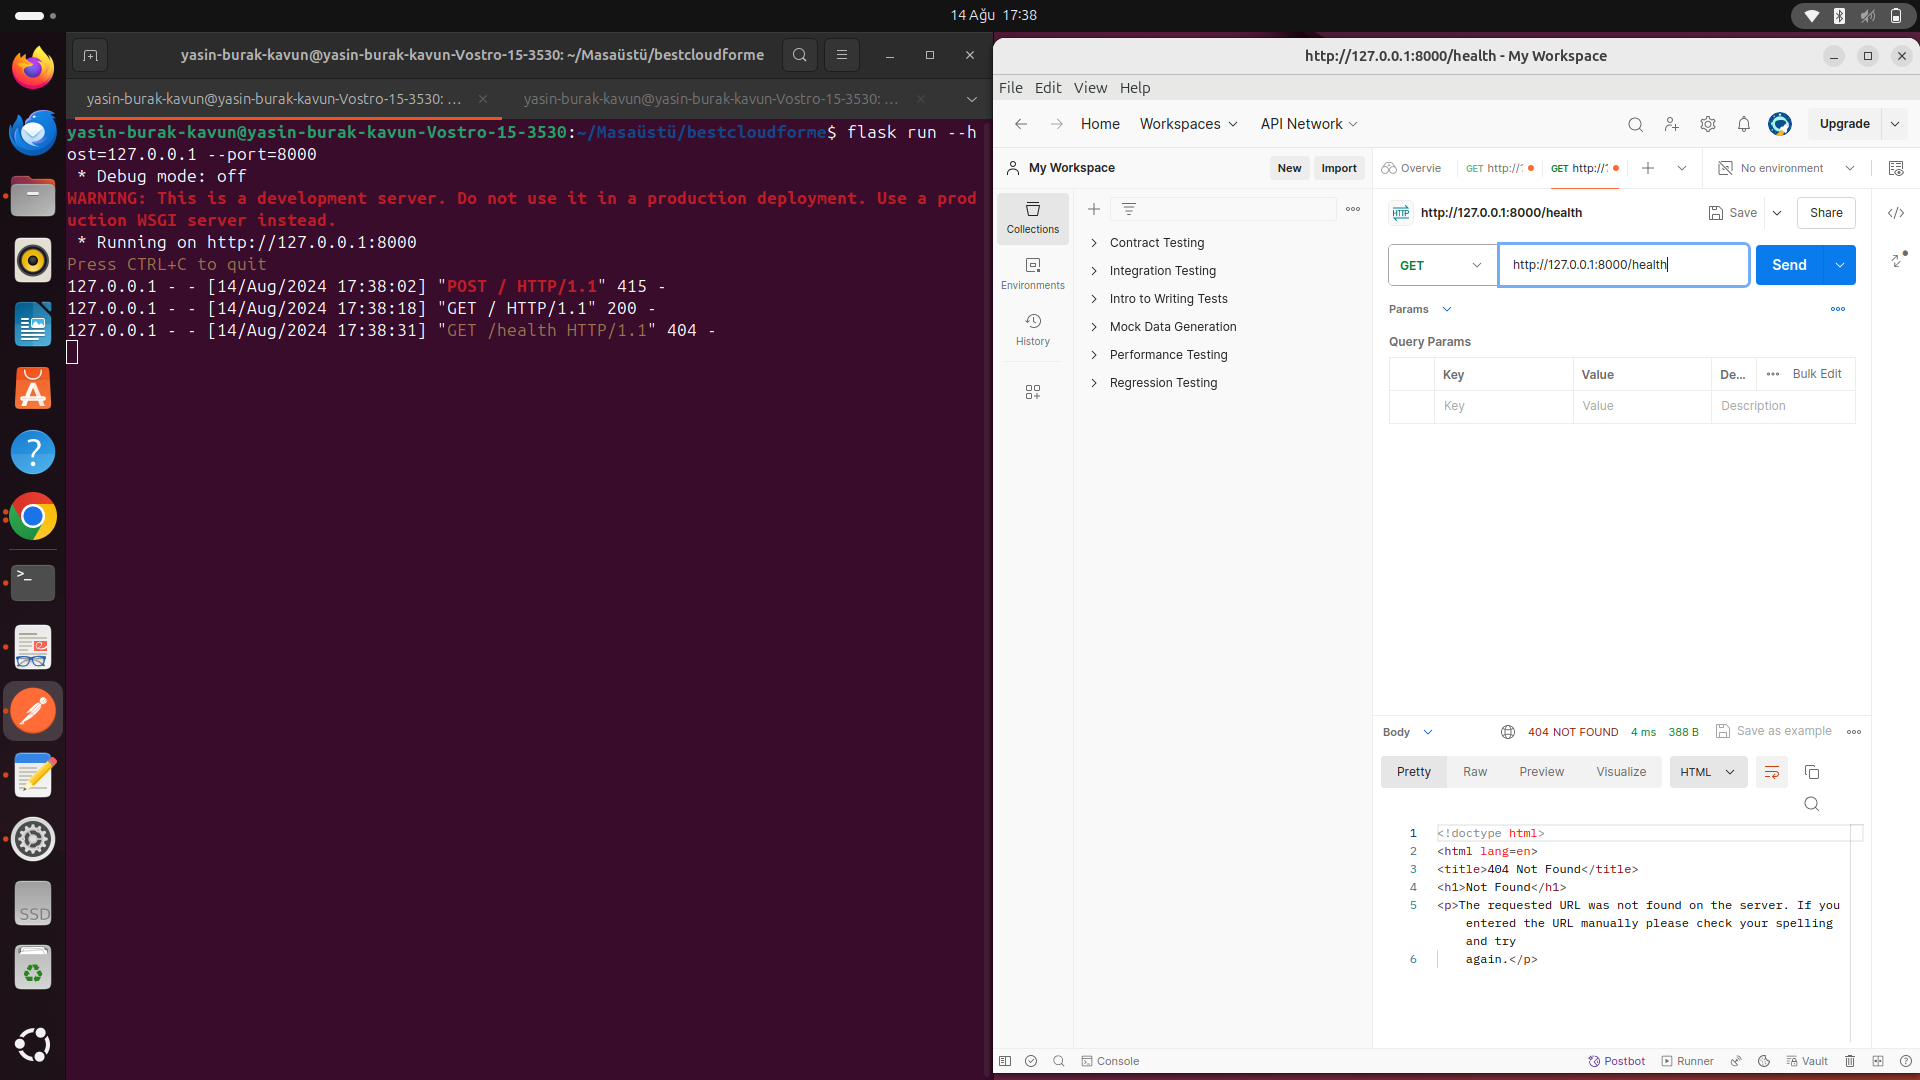 14 Ağu 17:38
yasin-burak-kavun@yasin-burak-kavun-Vostro-15-3530: ~/Masaüstü/bestcloudforme
yasin-burak-kavun@yasin-burak-kavun-Vostro-15-3530: ...
yasin-burak-kavun@yasin-burak-kavun-Vostro-15-3530: ...
yasin-burak-kavun@yasin-burak-kavun-Vostro-15-3530:~/Masaüstü/bestcloudforme$ flask run --h
ost=127.0.0.1 --port=8000
* Debug mode: off
WARNING: This is a development server. Do not use it in a production deployment. Use a prod
uction WSGI server instead.
* Running on http://127.0.0.1:8000
Press CTRL+C to quit
127.0.0.1 - - [14/Aug/2024 17:38:02] "POST / HTTP/1.1" 415 -
127.0.0.1 - - [14/Aug/2024 17:38:18] "GET / HTTP/1.1" 200 -
127.0.0.1 - - [14/Aug/2024 17:38:31] "GET /health HTTP/1.1" 404 -
SSD
http://127.0.0.1:8000/health - My Workspace
File Edit View Help
Home Workspaces API Network Upgrade
My Workspace New Import
Overvie GET http://1 GET http://1 No environment
Collections
Environments
History
Contract Testing
Integration Testing
Intro to Writing Tests
Mock Data Generation
Performance Testing
Regression Testing
HTTP http://127.0.0.1:8000/health Save Share
GET http://127.0.0.1:8000/health Send
Params
Query Params
Key Value De... Bulk Edit
Key Value Description
Body 404 NOT FOUND 4 ms 388 B Save as example
Pretty Raw Preview Visualize HTML
1 <!doctype html>
2 <html lang=en>
3 <title>404 Not Found</title>
4 <h1>Not Found</h1>
5 <p>The requested URL was not found on the server. If you
entered the URL manually please check your spelling
and try
6 again.</p>
Console Postbot Runner Vault